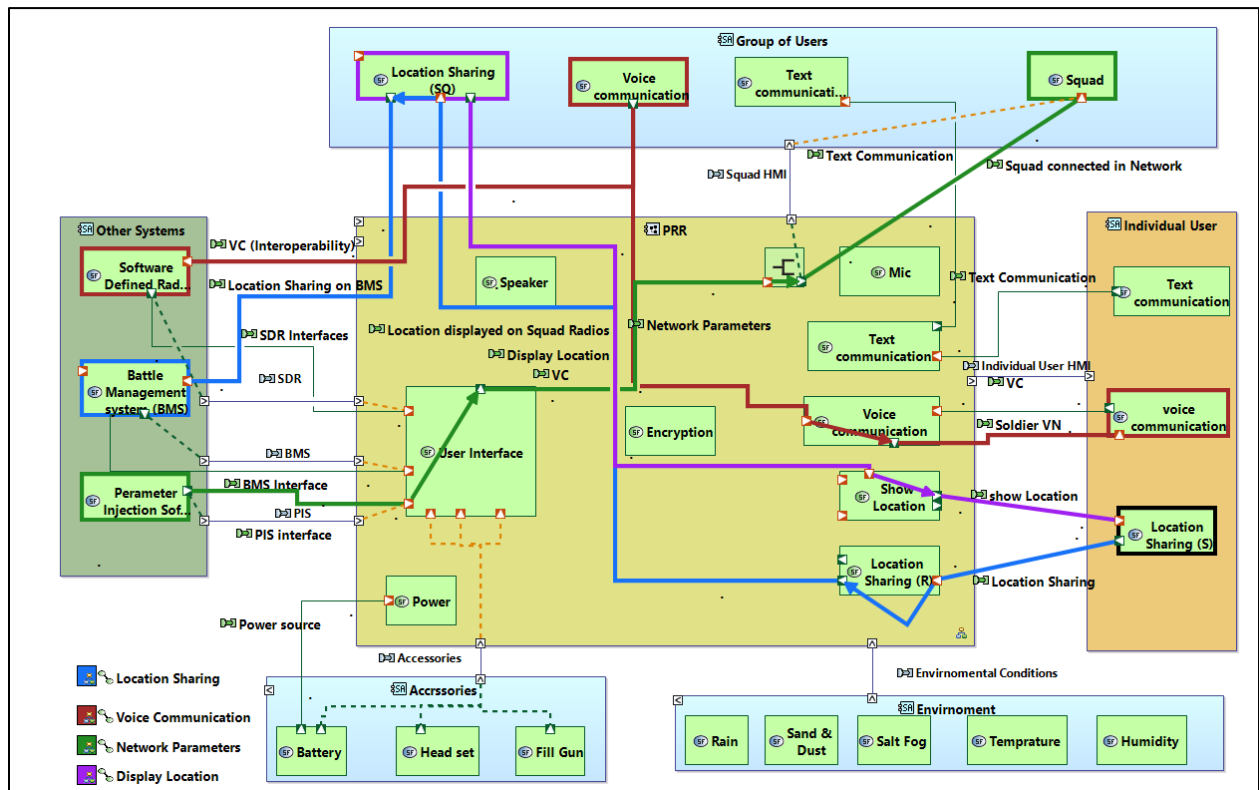 Group of Users
Location Sharing
(SQ)
Voice
communication
Text
communicati...
Squad
Text Communication
Squad HMI
Squad connected in Network
Other Systems
PRR
Individual User
VC (Interoperability)
Software
Defined Rad...
Speaker
Mic
Text Communication
Text
communication
Location Sharing on BMS
Location displayed on Squad Radios
Network Parameters
SDR Interfaces
Text
communication
Display Location
Individual User HMI
VC
VC
SDR
Battle
Management
system (BMS)
Encryption
Voice
communication
voice
communication
Soldier VN
User Interface
BMS
BMS Interface
Show
Location
show Location
Perameter
Injection Sof...
PIS
PIS interface
Location
Sharing (S)
Location
Sharing (R)
Location Sharing
Power
Power source
Accessories
Envirnomental Conditions
Location Sharing
Voice Communication
Network Parameters
Display Location
Accrssories
Battery
Head set
Fill Gun
Envirnoment
Rain
Sand &
Dust
Salt Fog
Temprature
Humidity